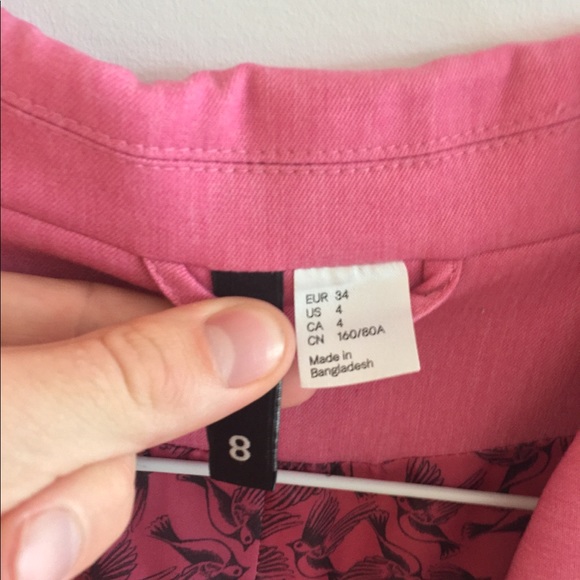 EUR 34
US 4
CA 4
CN 160/80A
Made in
Bangladesh
8